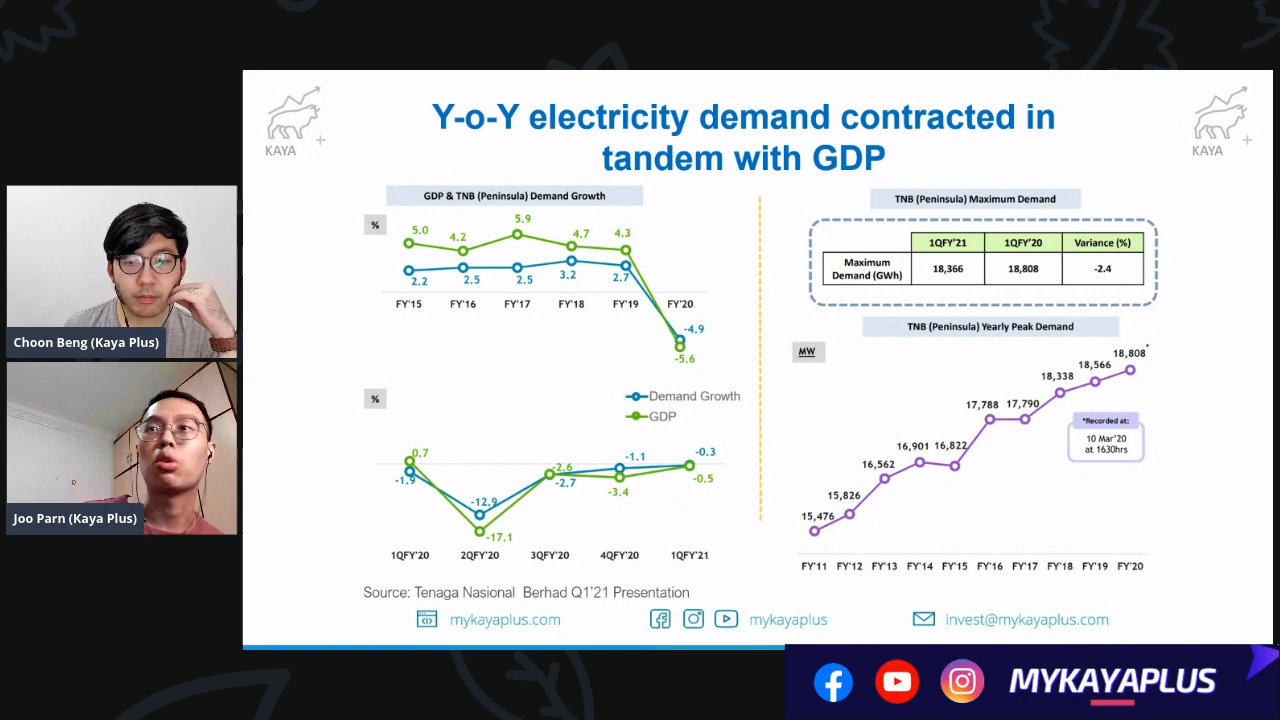 KAYA +
Y-o-Y electricity demand contracted in
tandem with GDP
KAYA +
GDP & TNB (Peninsula) Demand Growth
%
5.0
4.2
5.9
4.7
4.3
2.2
2.5
2.5
3.2
2.7
FY'15
FY'16
FY'17
FY'18
FY'19
FY'20
-4.9
-5.6
%
Demand Growth
GDP
0.7
-1.9
-12.9
-17.1
-2.6
-2.7
-1.1
-3.4
-0.3
-0.5
1QFY'20
2QFY'20
3QFY'20
4QFY'20
1QFY'21
TNB (Peninsula) Maximum Demand
1QFY'21
1QFY'20
Variance (%)
Maximum
Demand (GWh)
18,366
18,808
-2.4
TNB (Peninsula) Yearly Peak Demand
MW
15,476
15,826
16,562
16,901
16,822
17,788
17,790
18,338
18,566
18,808*
*Recorded at:
10 Mar'20
at 1630hrs
FY'11
FY'12
FY'13
FY'14
FY'15
FY'16
FY'17
FY'18
FY'19
FY'20
Source: Tenaga Nasional Berhad Q1'21 Presentation
mykayaplus.com
mykayaplus
invest@mykayaplus.com
Choon Beng (Kaya Plus)
Joo Parn (Kaya Plus)
MYKAYAPLUS